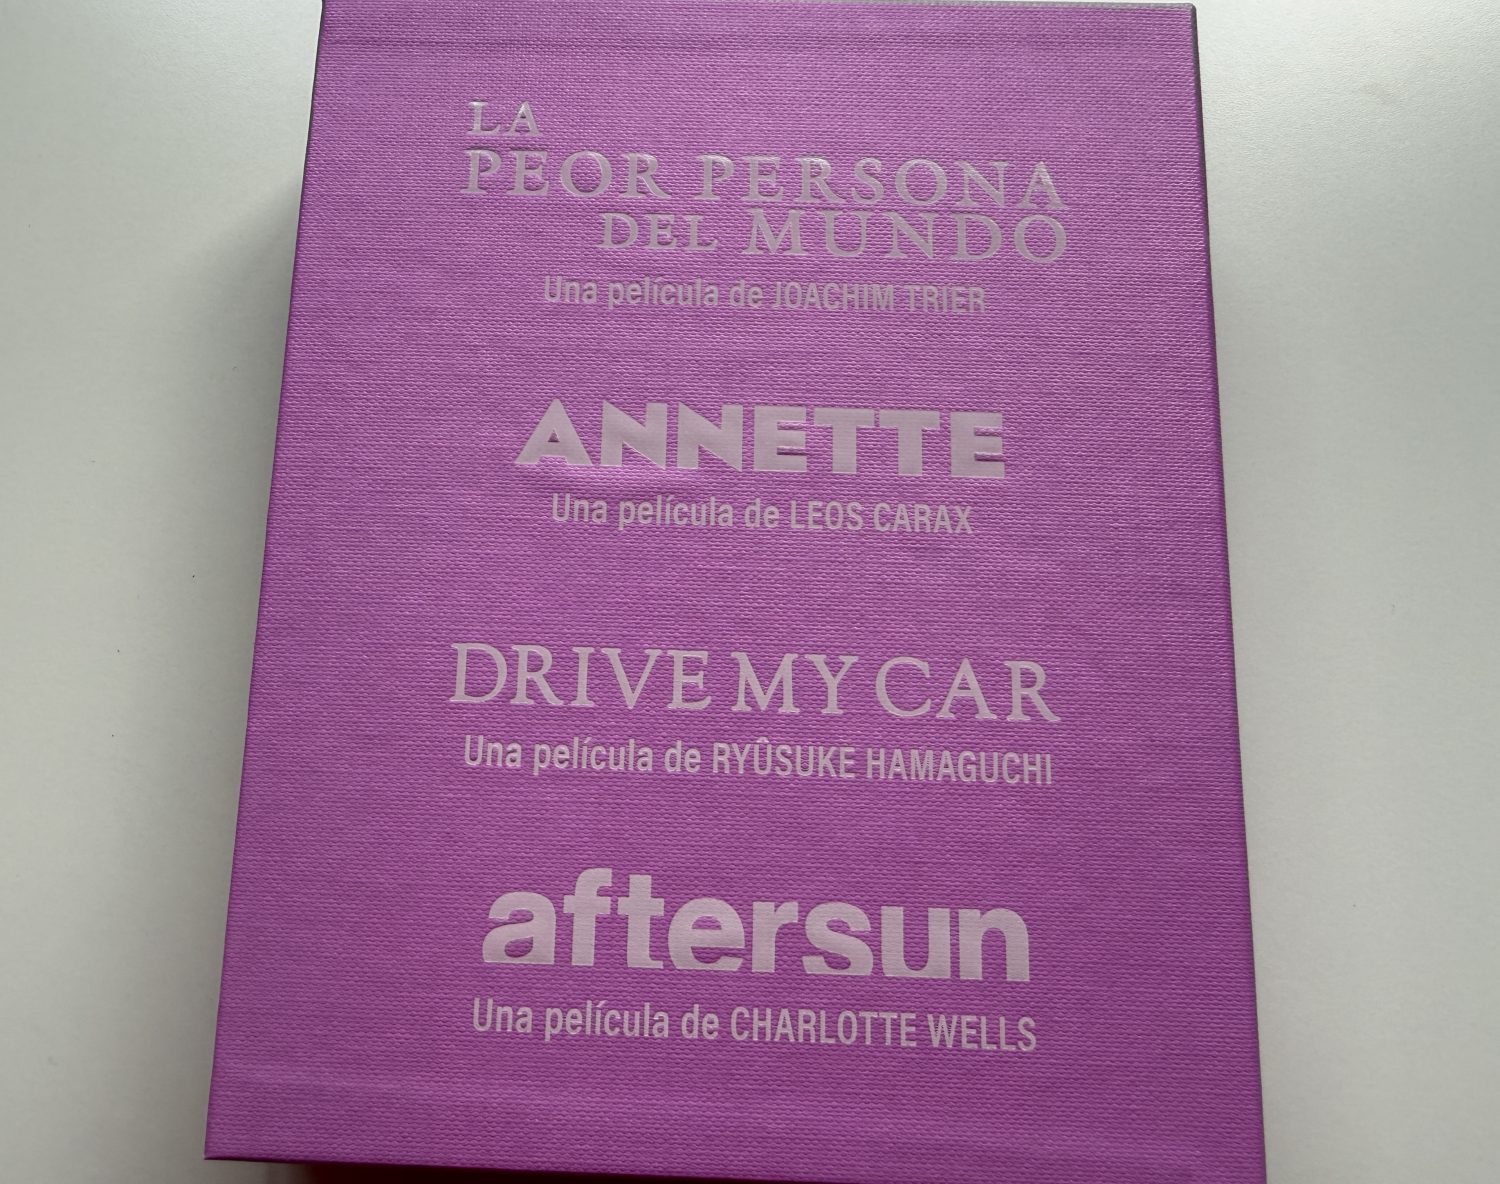 LA
PEOR PERSONA
DEL MUNDO
Una película de JOACHIM TRIER
ANNETTE
Una película de LEOS CARAX
DRIVE MY CAR
Una película de RYÛSUKE HAMAGUCHI
aftersun
Una película de CHARLOTTE WELLS